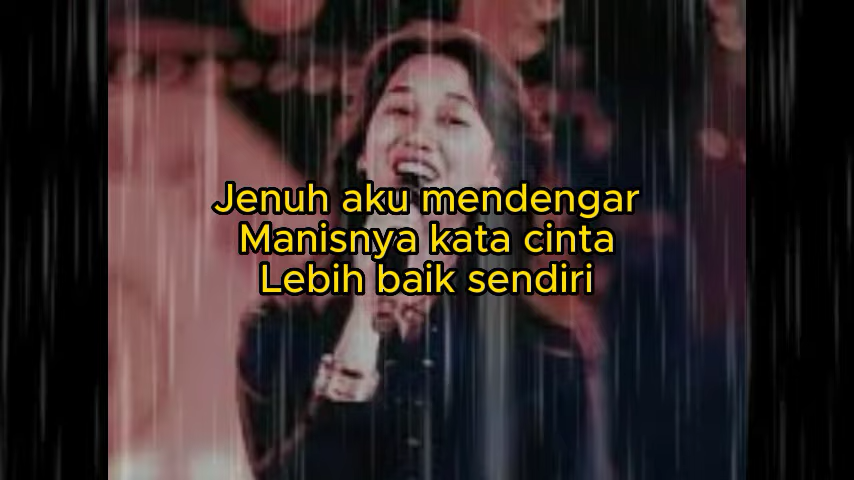 Jenuh aku mendengar
Manisnya kata cinta
Lebih baik sendiri